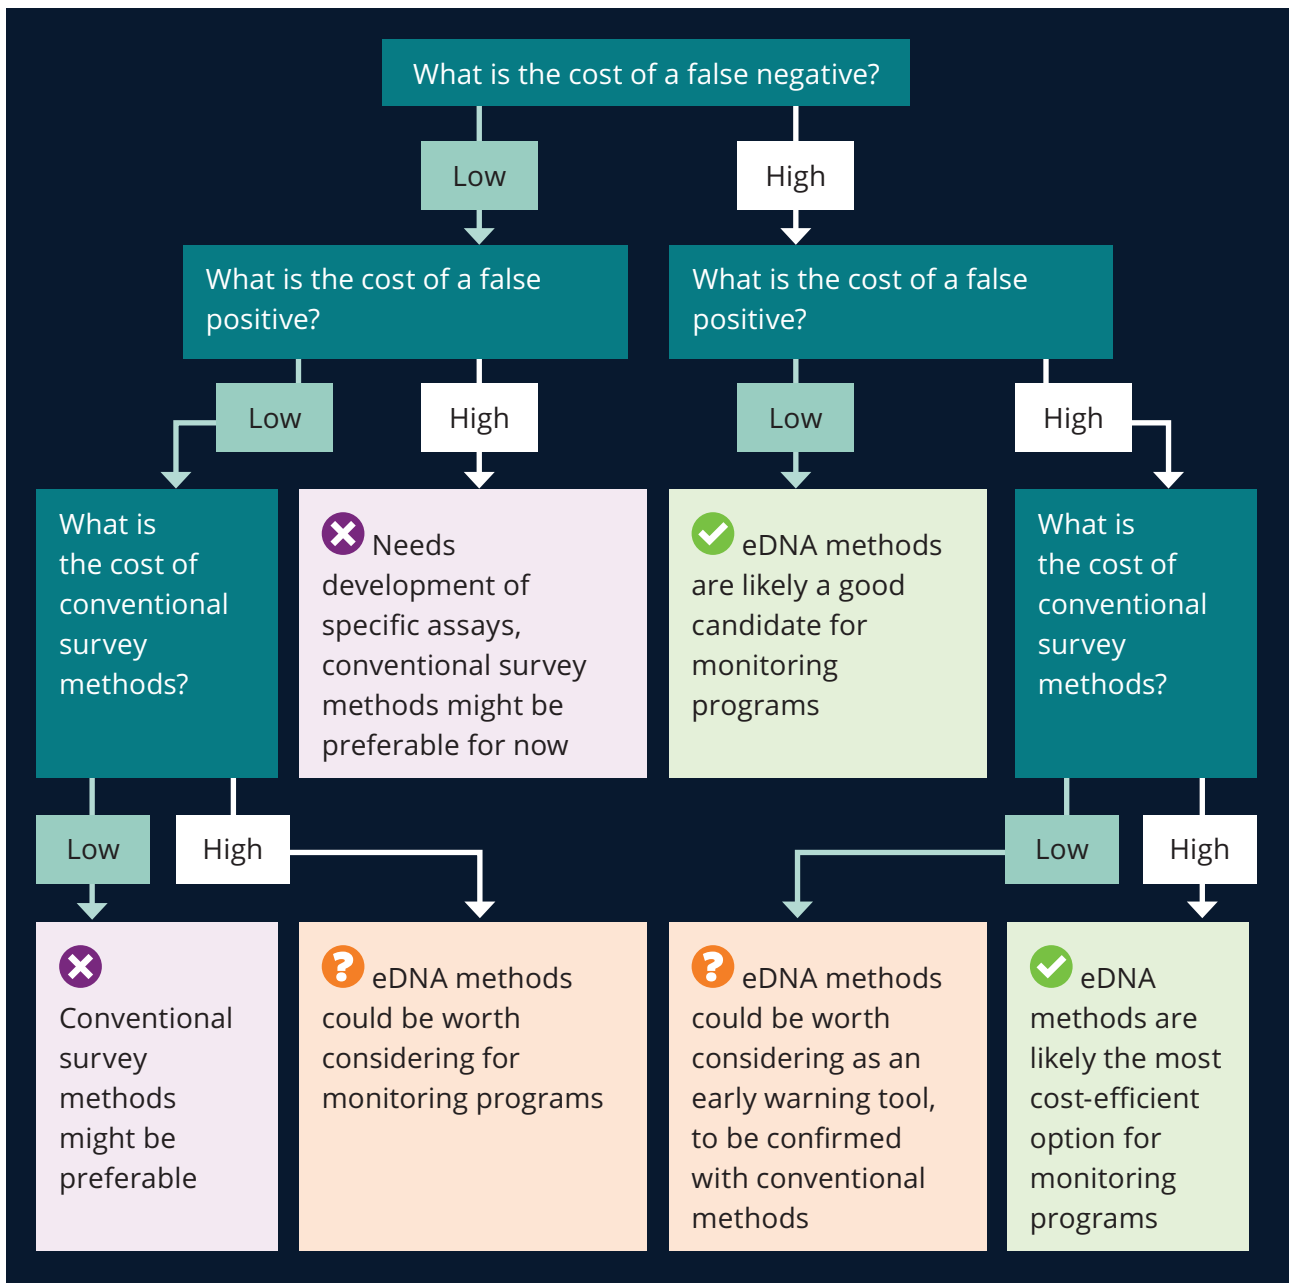 What is the cost of a false negative?
Low
High
What is the cost of a false
positive?
What is the cost of a false
positive?
Low
High
Low
High
What is
the cost of
conventional
survey
methods?
Needs
development of
specific assays,
conventional survey
methods might be
preferable for now
eDNA methods
are likely a good
candidate for
monitoring
programs
What is
the cost of
conventional
survey
methods?
Low
High
Low
High
Conventional
survey
methods
might be
preferable
eDNA methods
could be worth
considering for
monitoring programs
eDNA methods
could be worth
considering as an
early warning tool,
to be confirmed
with conventional
methods
eDNA
methods are
likely the most
cost-efficient
option for
monitoring
programs